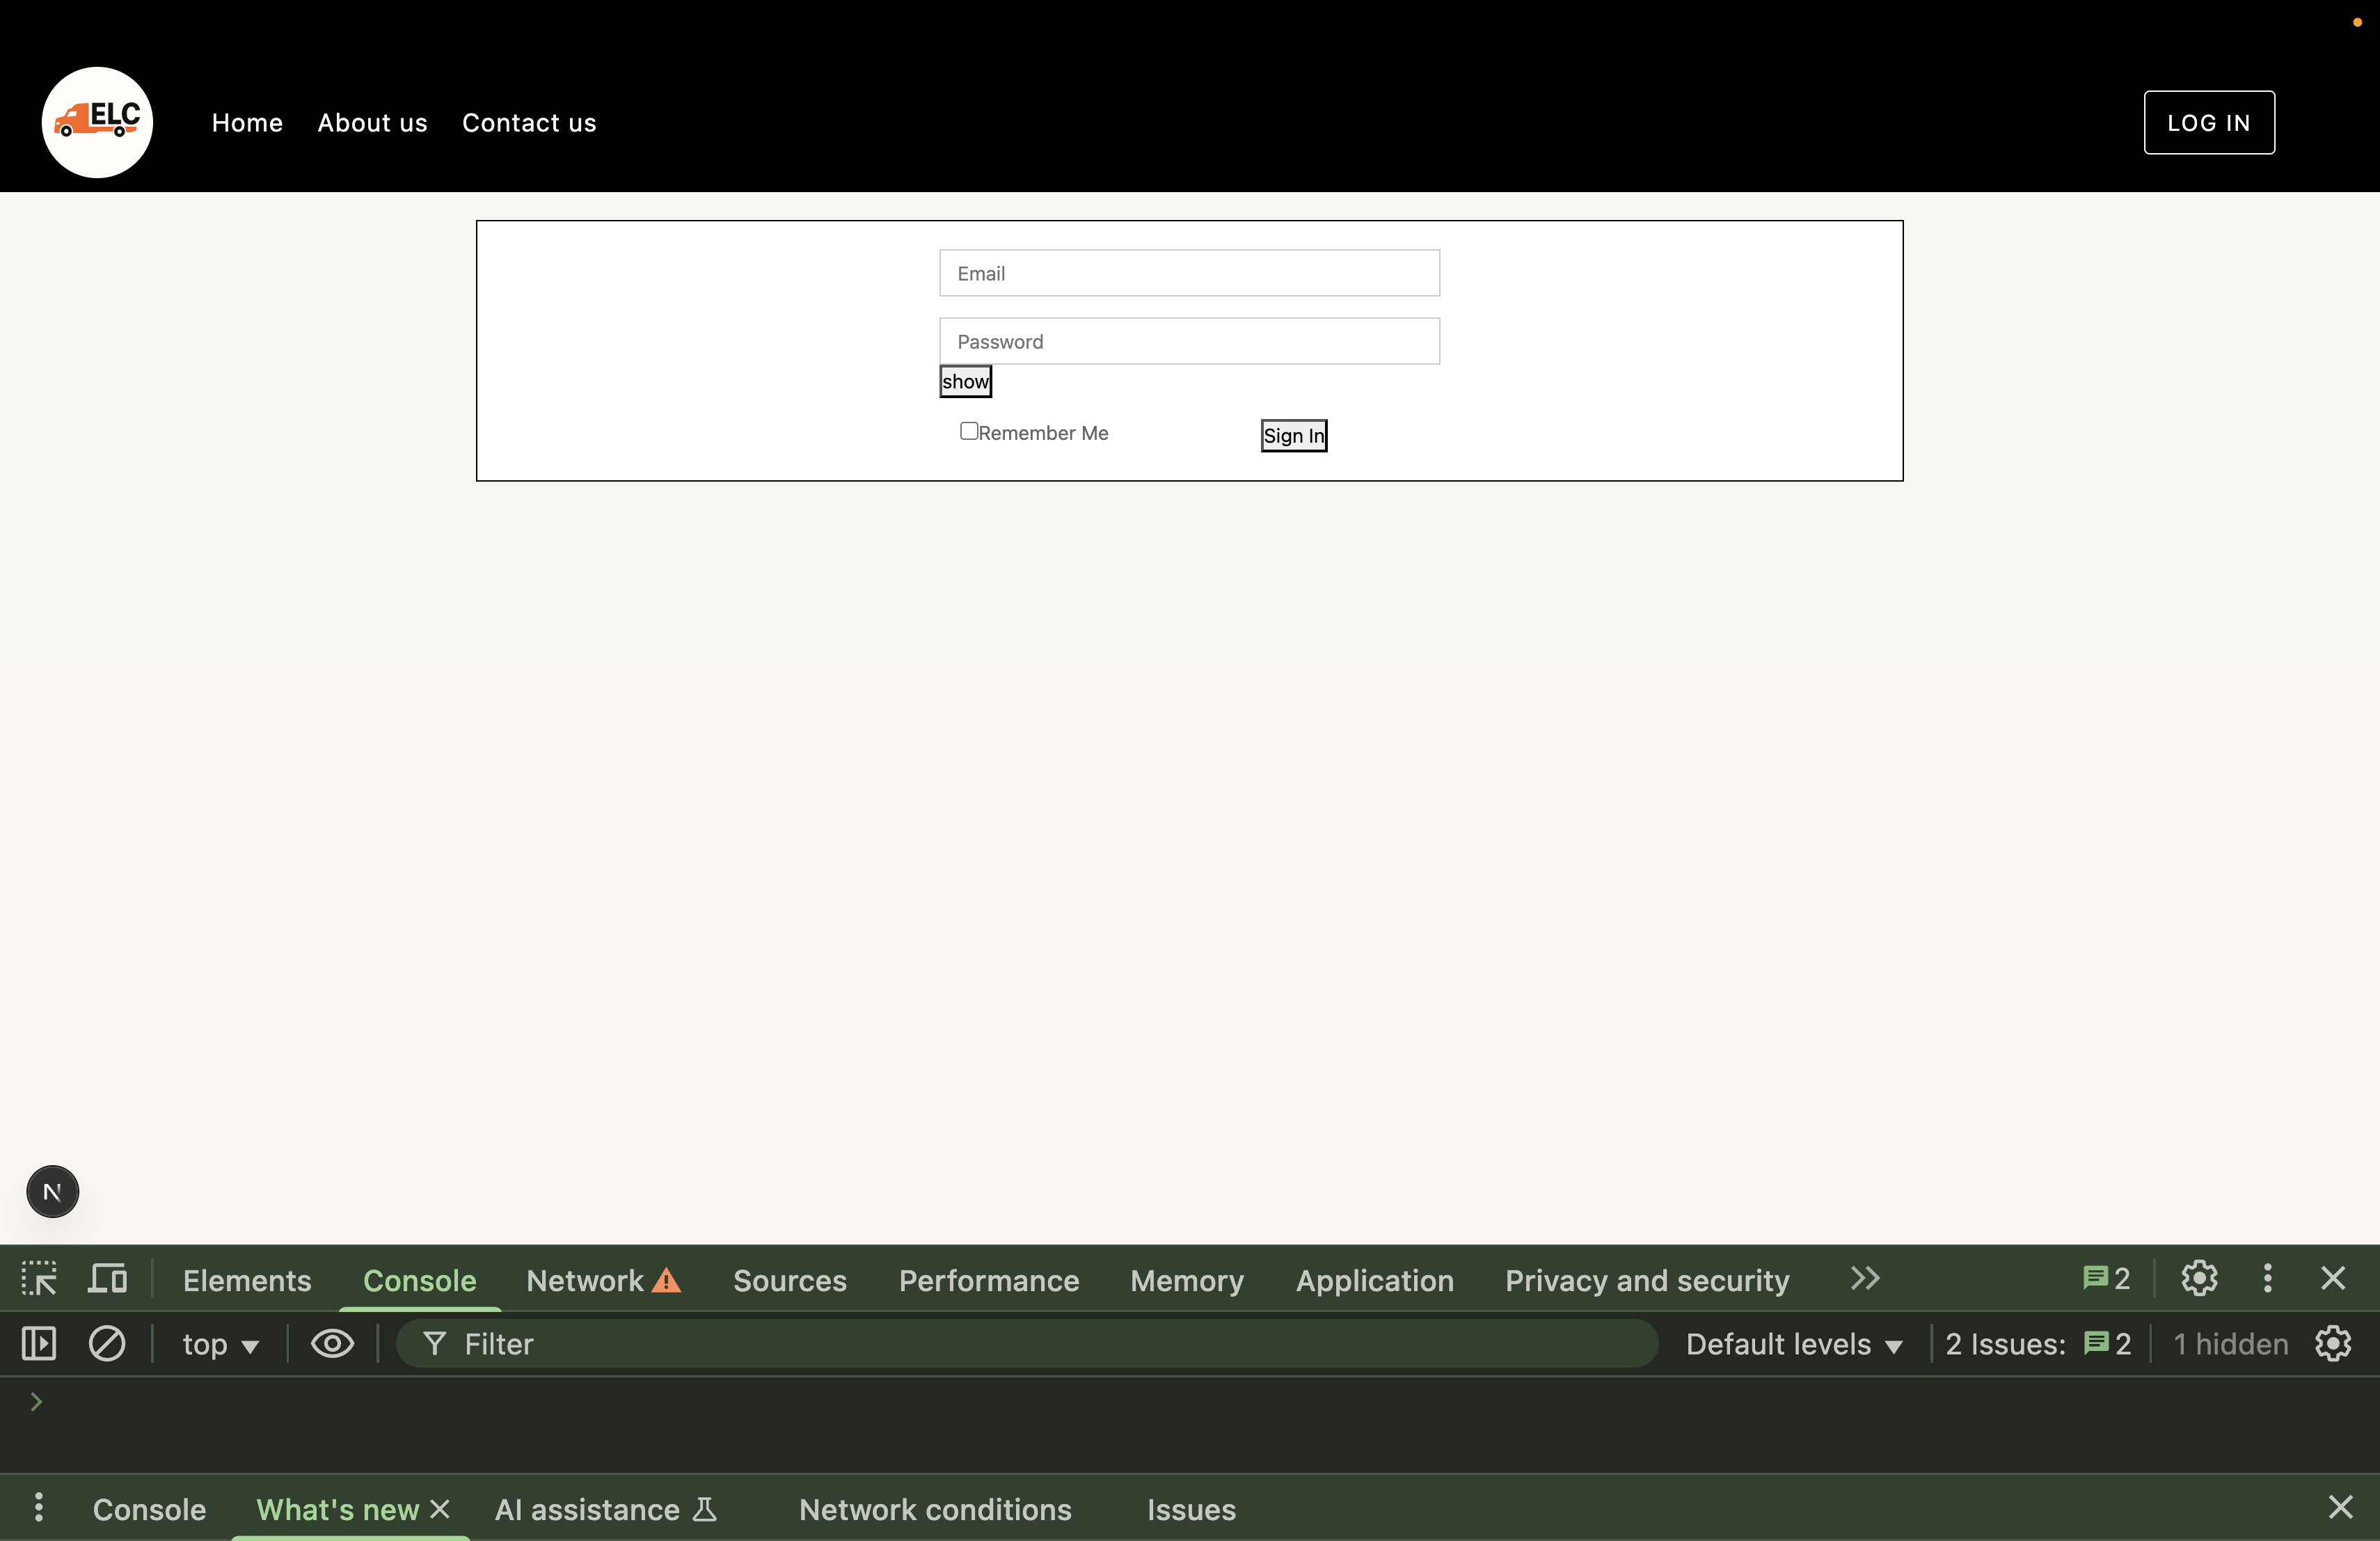 ELC
Home About us Contact us LOG IN
Email
Password
show
Remember Me Sign In
N
Elements Console Network Sources Performance Memory Application Privacy and security 2
top Filter Default levels 2 Issues: 2 1 hidden
Console What's new AI assistance Network conditions Issues